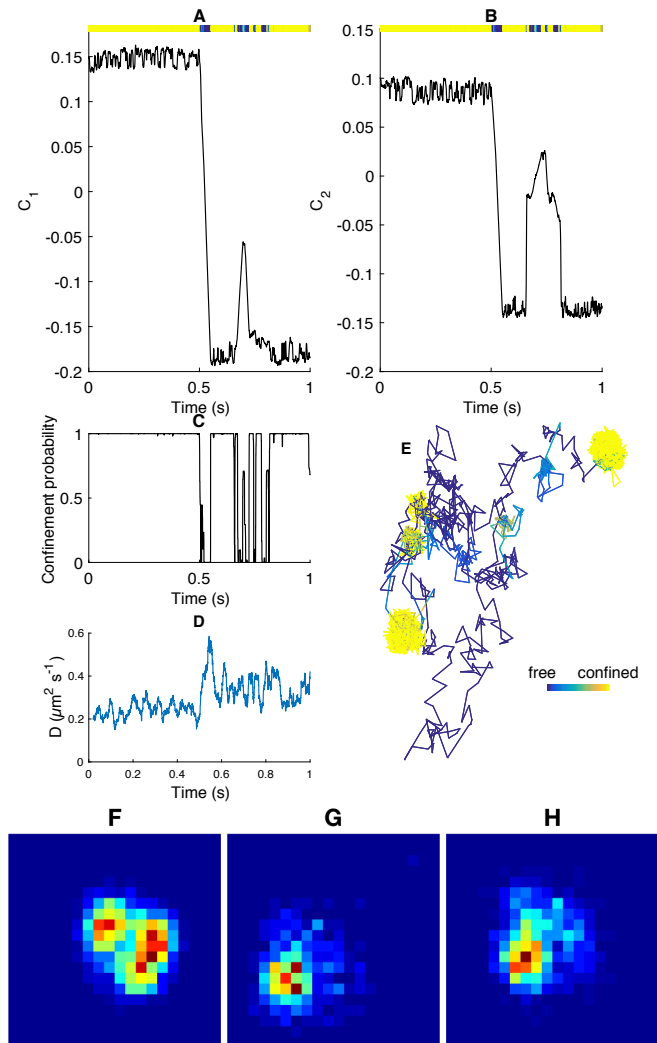 A
0.15
0.1
0.05
0
-0.05
-0.1
-0.15
-0.2
C1
0
0.5
1
Time (s)
B
0.15
0.1
0.05
0
-0.05
-0.1
-0.15
-0.2
C2
0
0.5
1
Time (s)
C
1
0.5
0
Confinement probability
0
0.5
1
Time (s)
D
0.6
0.4
0.2
0
D (μm² s⁻¹)
0 0.2 0.4 0.6 0.8 1
Time (s)
E
free confined
F G H